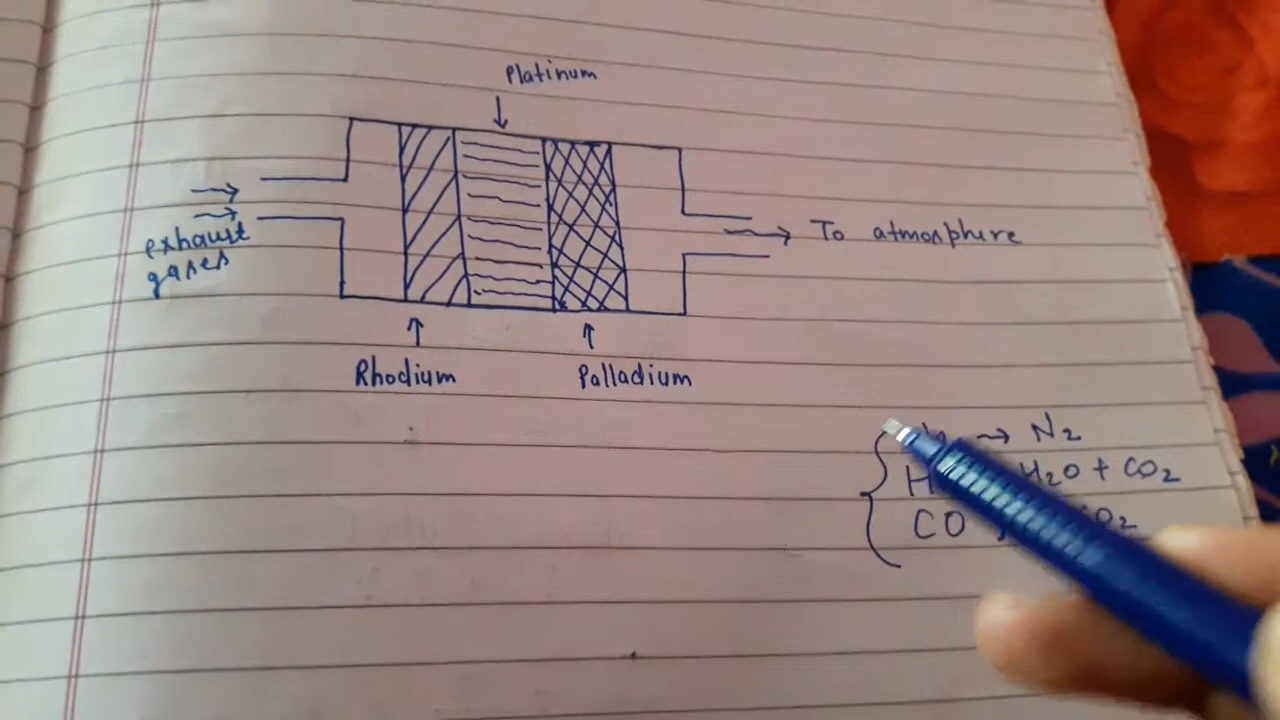 Platinum
exhaust
gases
To atmosphere
Rhodium
Palladium
→ N2
H2O + CO2
CO